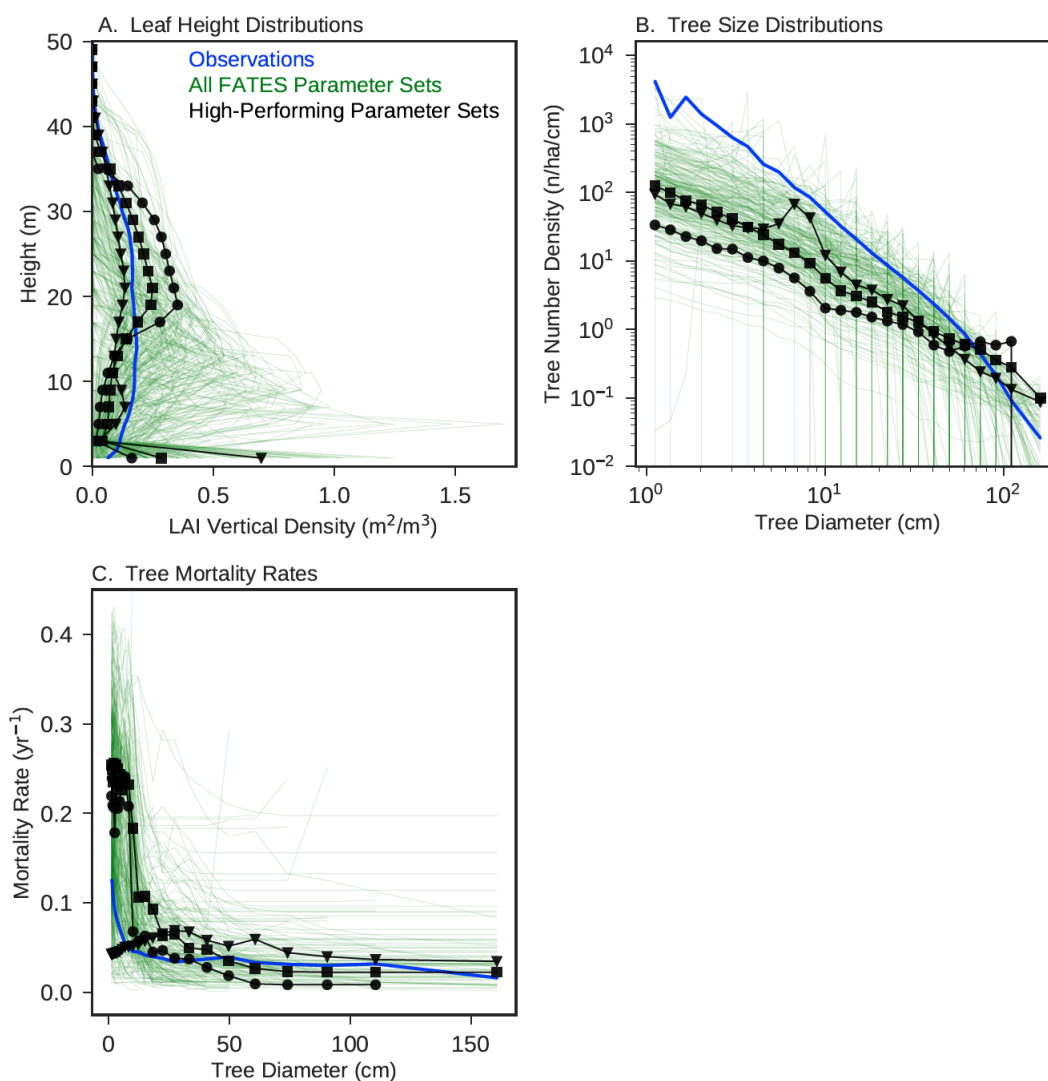 A. Leaf Height Distributions
50
40
30
20
10
0
Height (m)
Observations
All FATES Parameter Sets
High-Performing Parameter Sets
0.0 0.5 1.0 1.5
LAI Vertical Density (m²/m³)
B. Tree Size Distributions
10⁴
10³
10²
10¹
10⁰
10⁻¹
10⁻²
Tree Number Density (n/ha/cm)
10⁰ 10¹ 10²
Tree Diameter (cm)
C. Tree Mortality Rates
0.4
0.3
0.2
0.1
0.0
Mortality Rate (yr⁻¹)
0 50 100 150
Tree Diameter (cm)